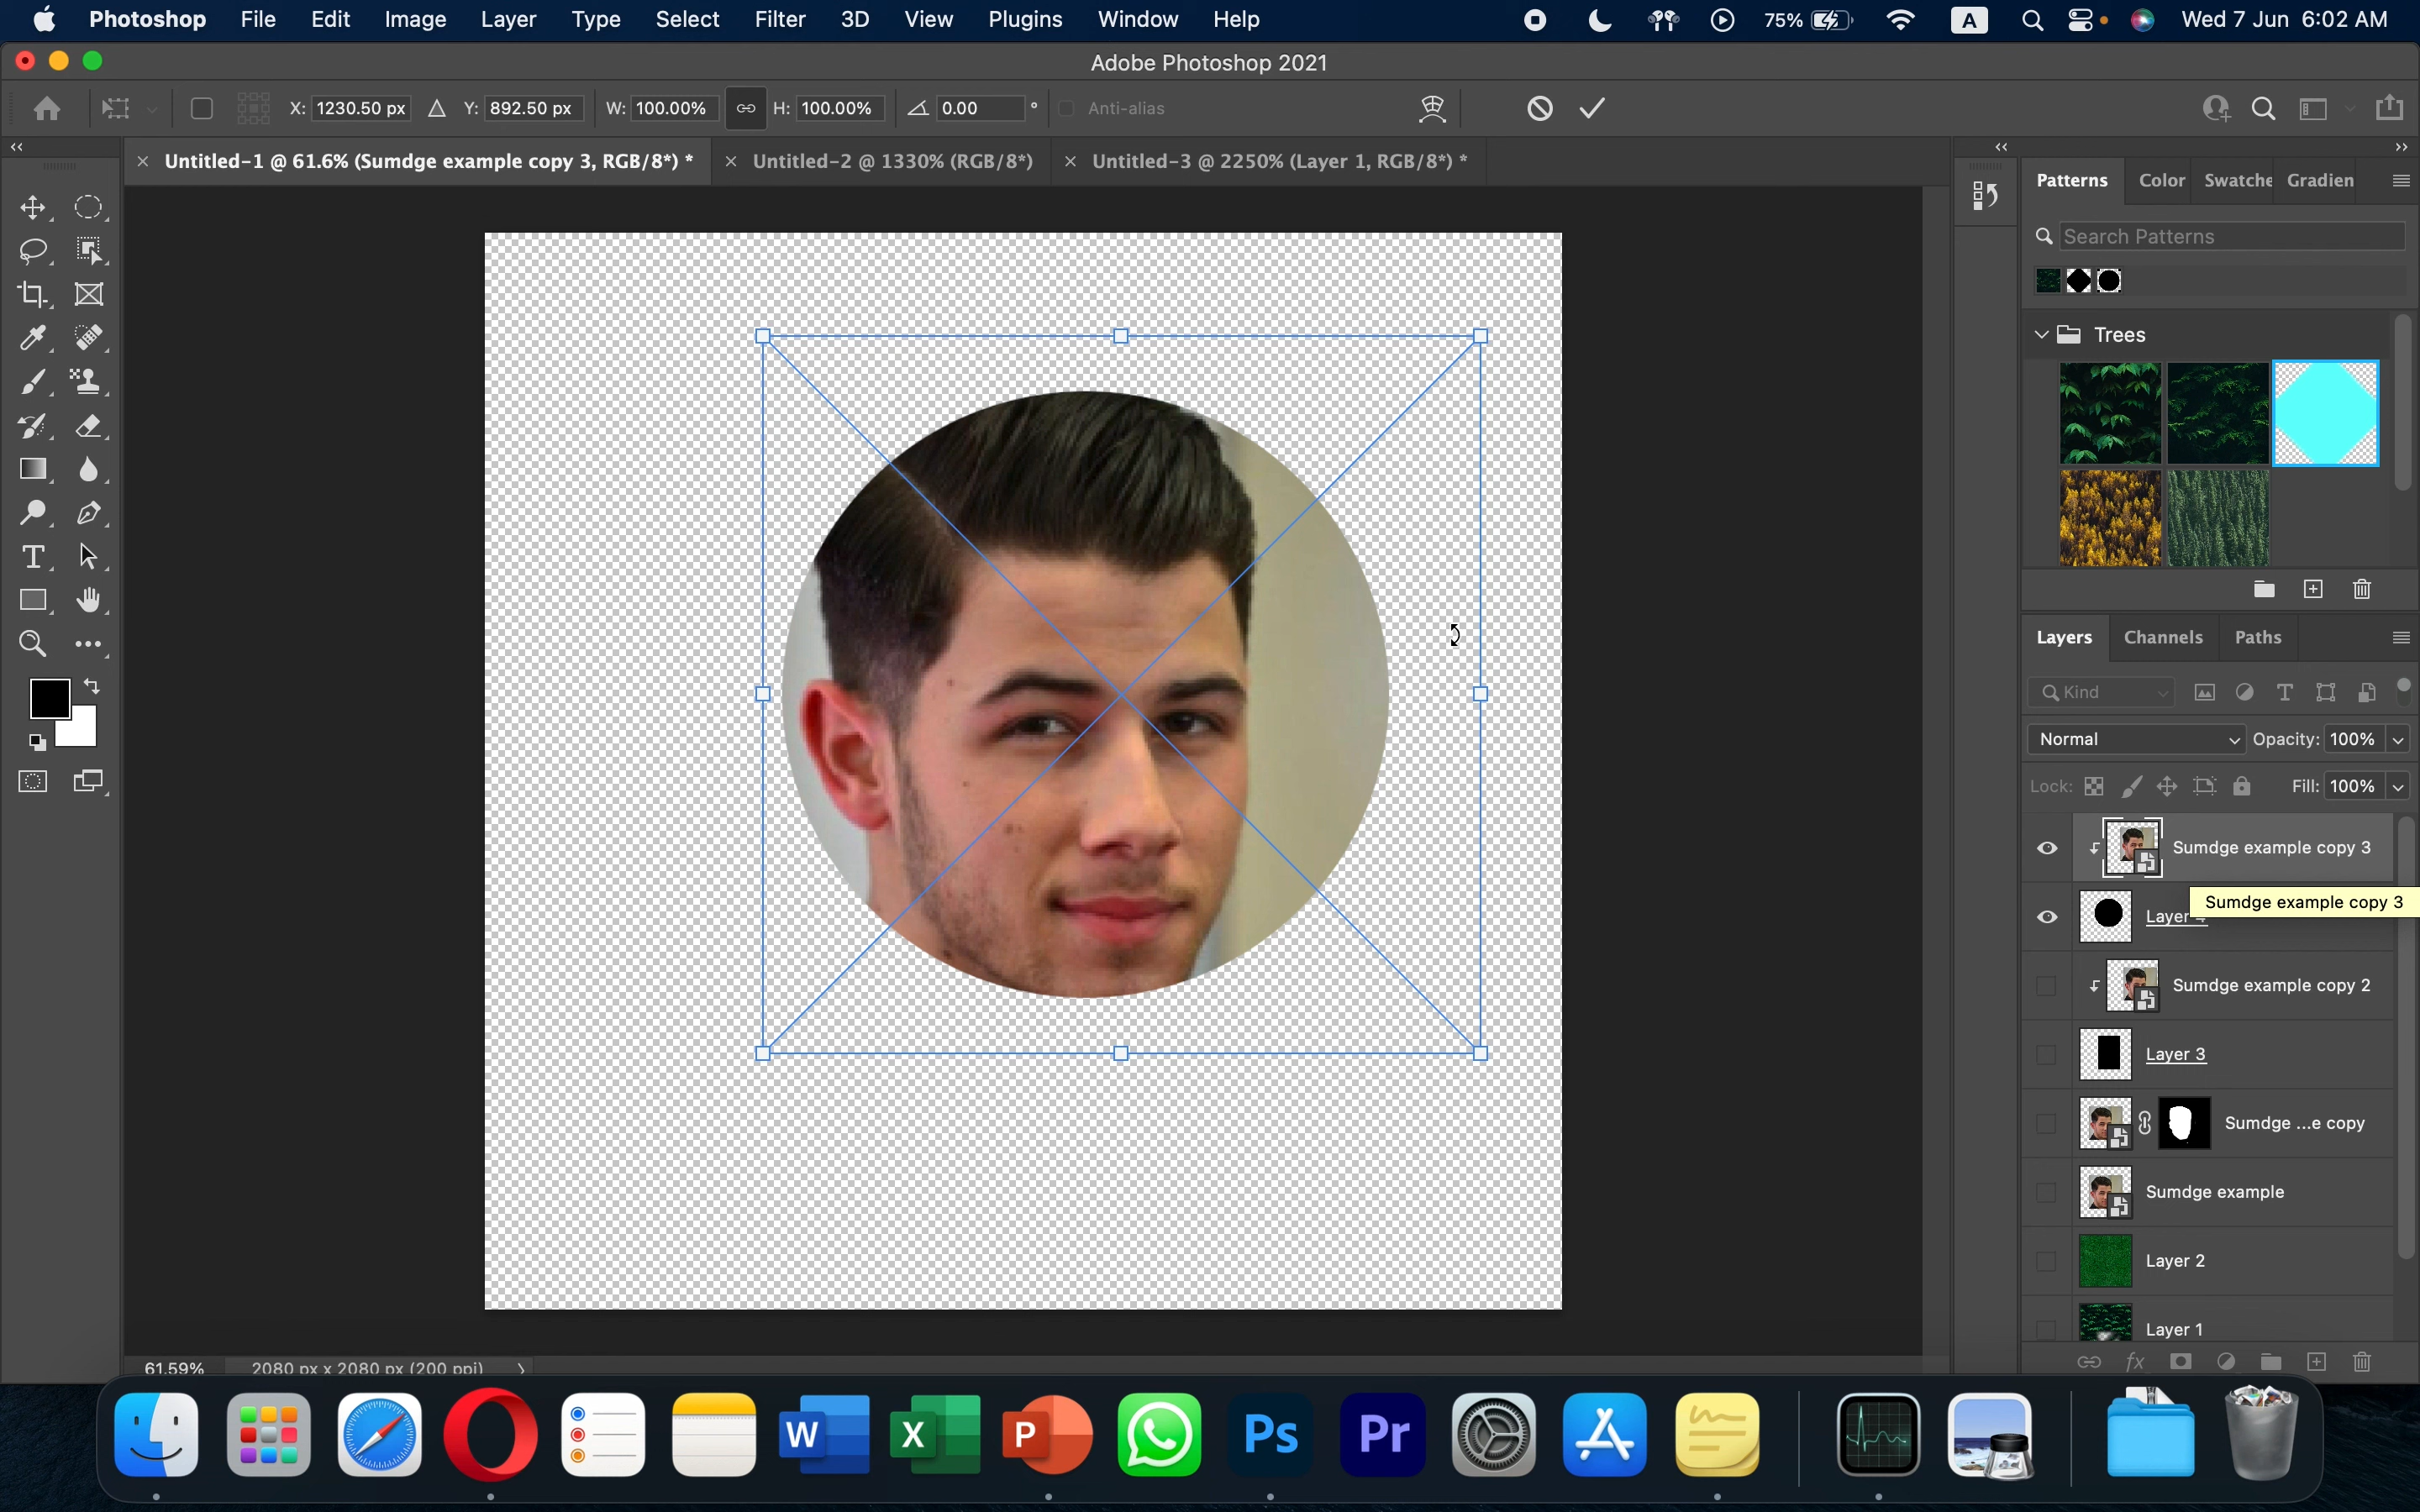 Photoshop File Edit Image Layer Type Select Filter 3D View Plugins Window Help 75% A Wed 7 Jun 6:02 AM
Adobe Photoshop 2021
X: 1230.50 px Y: 892.50 px W: 100.00% H: 100.00% 0.00 ° Anti-alias
Untitled-1 @ 61.6% (Sumdge example copy 3, RGB/8*) * Untitled-2 @ 1330% (RGB/8*) Untitled-3 @ 2250% (Layer 1, RGB/8*) *
Patterns Color Swatche Gradien
Search Patterns
Trees
Layers Channels Paths
Kind
Normal Opacity: 100%
Lock: Fill: 100%
Sumdge example copy 3
Sumdge example copy 3
Layer 4
Sumdge example copy 2
Layer 3
Sumdge ...e copy
Sumdge example
Layer 2
Layer 1
61.59% 2080 px x 2080 px (200 ppi)
W X P Ps Pr